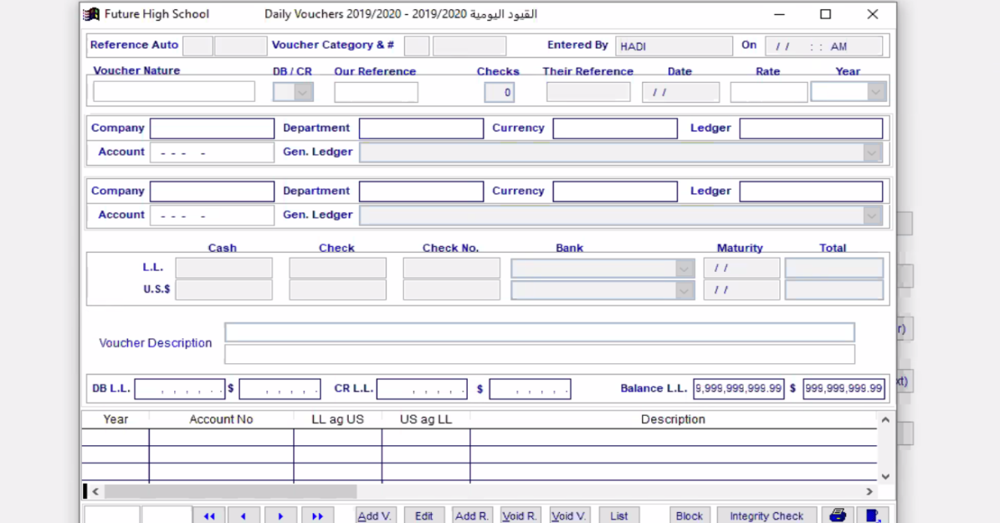 Future High School Daily Vouchers 2019/2020 - 2019/2020 القيود اليومية
Reference Auto Voucher Category & # Entered By HADI On / / : : AM
Voucher Nature DB / CR Our Reference Checks Their Reference Date Rate Year
0 / /
Company Department Currency Ledger
Account - - - - Gen. Ledger
Company Department Currency Ledger
Account - - - - Gen. Ledger
Cash Check Check No. Bank Maturity Total
L.L. / /
U.S.$ / /
Voucher Description
DB L.L. , , , , , . . $ , , , , , . CR L.L. , , , , , . $ , , , , , . Balance L.L. 9,999,999,999.99 $ 999,999,999.99
Year Account No LL ag US US ag LL Description
Add V. Edit Add R. Void R. Void V. List Block Integrity Check